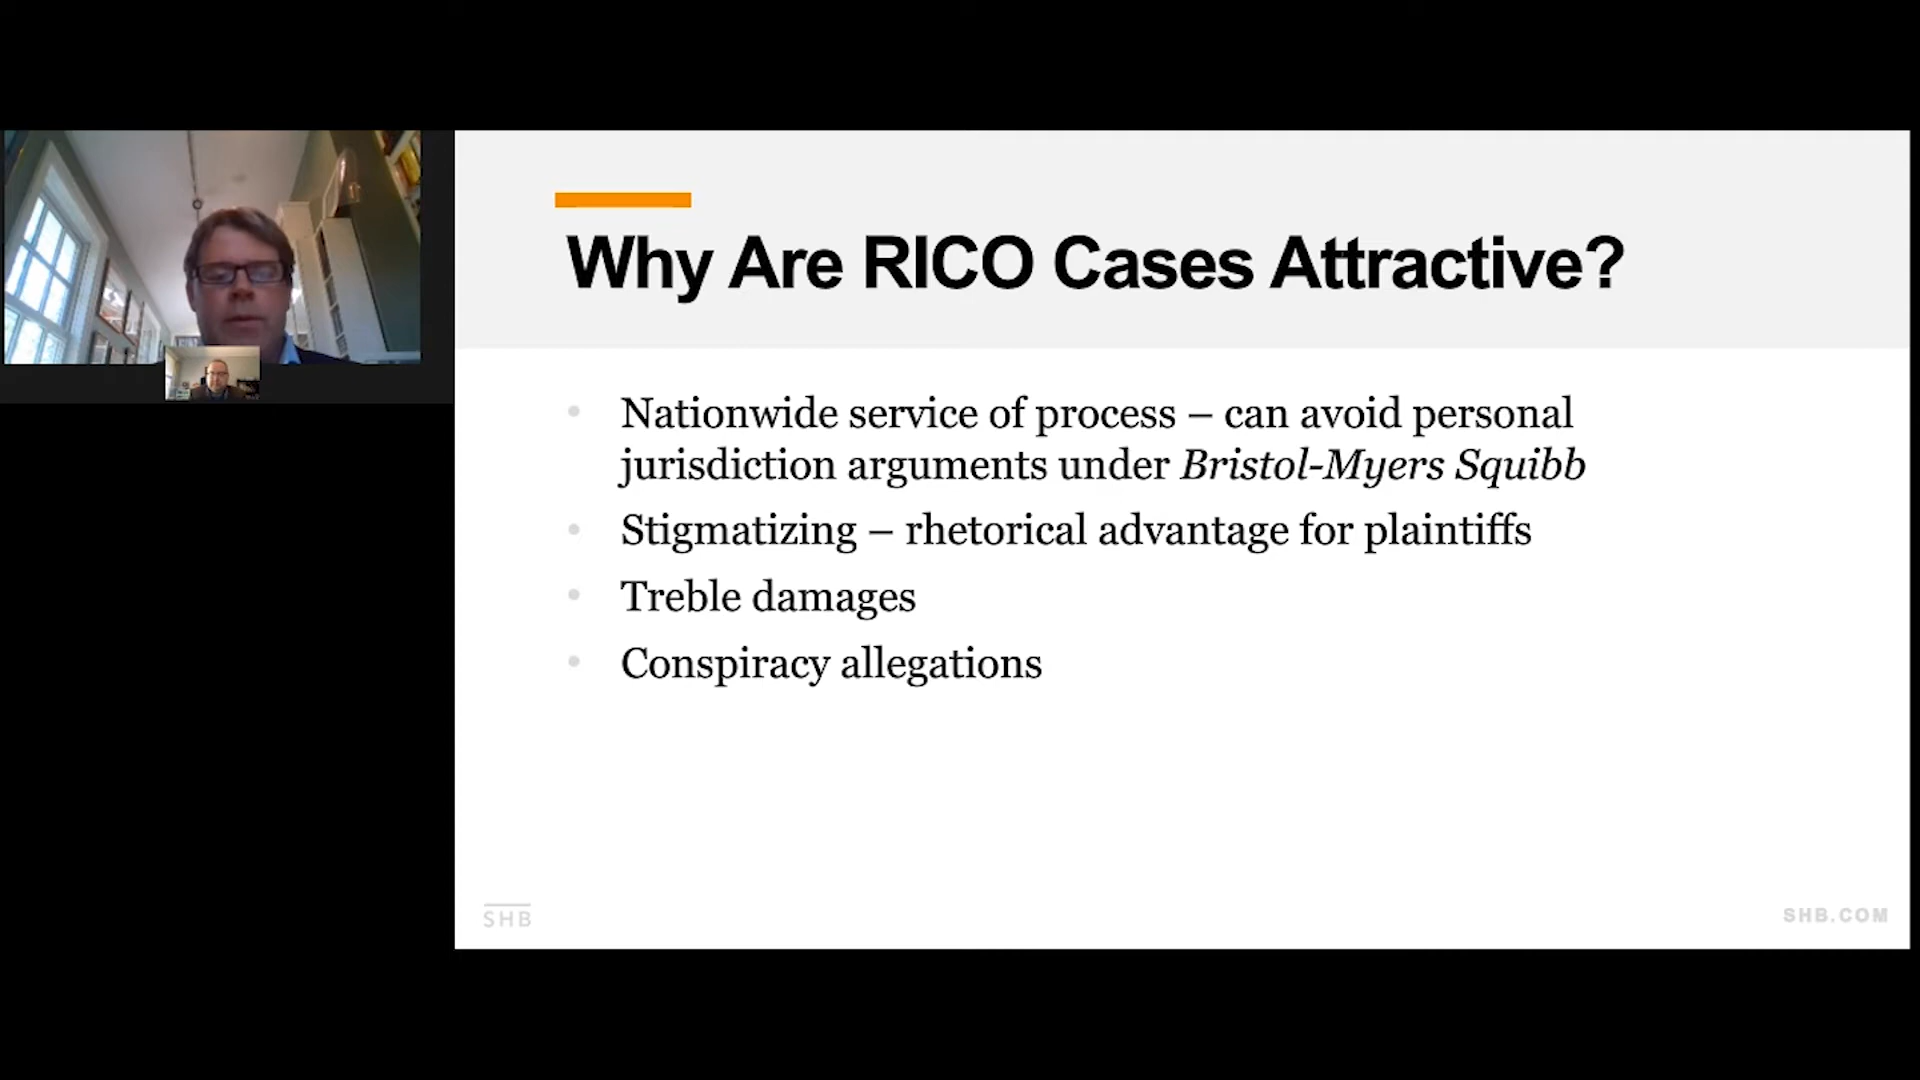 Why Are RICO Cases Attractive?
• Nationwide service of process – can avoid personal
jurisdiction arguments under Bristol-Myers Squibb
• Stigmatizing – rhetorical advantage for plaintiffs
• Treble damages
• Conspiracy allegations
SHB
SHB.COM